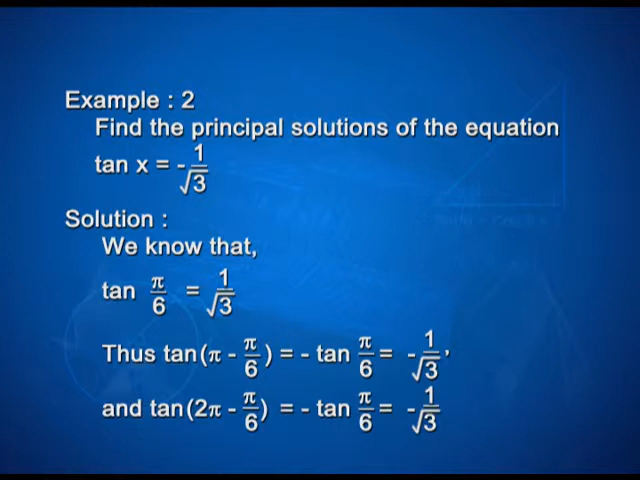 Example : 2
Find the principal solutions of the equation
tan x = - 1/√3
Solution :
We know that,
tan π/6 = 1/√3
Thus tan(π - π/6) = - tan π/6 = - 1/√3 ,
and tan(2π - π/6) = - tan π/6 = - 1/√3